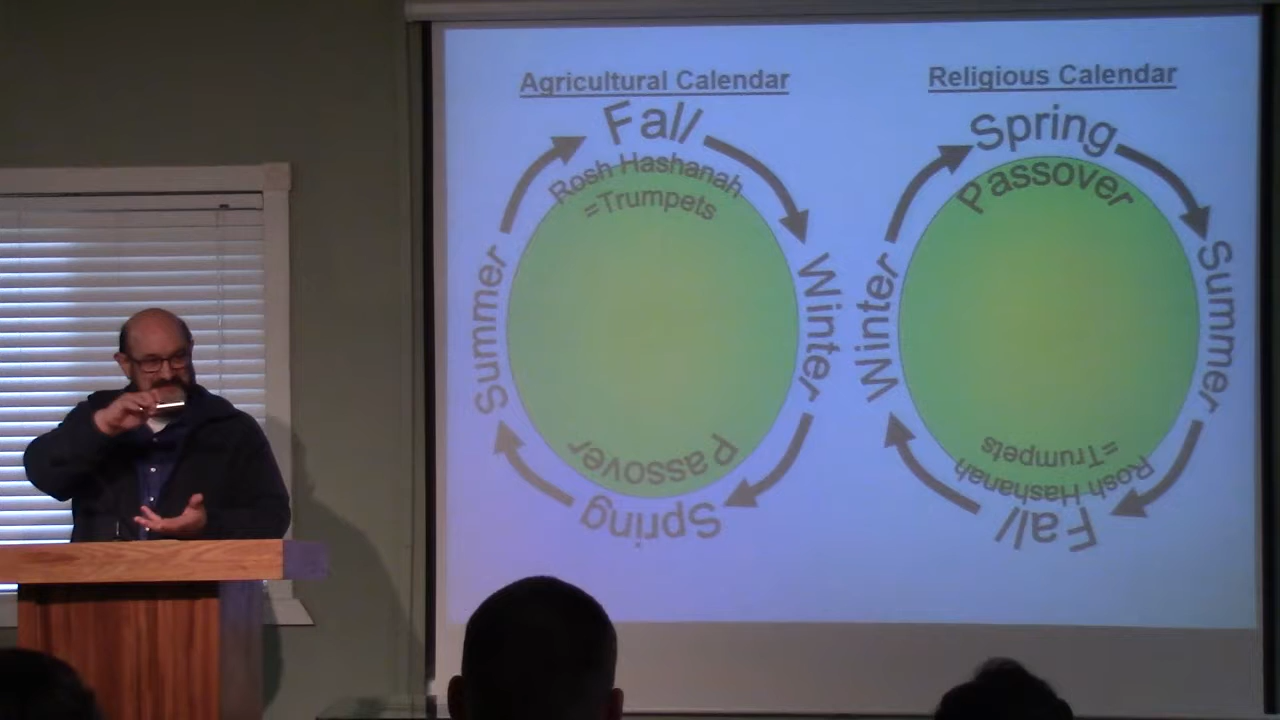 Agricultural Calendar
Fall
Rosh Hashanah
=Trumpets
Winter
Summer
Passover
Spring
Religious Calendar
Spring
Passover
Summer
Winter
=Trumpets
Rosh Hashanah
Fall